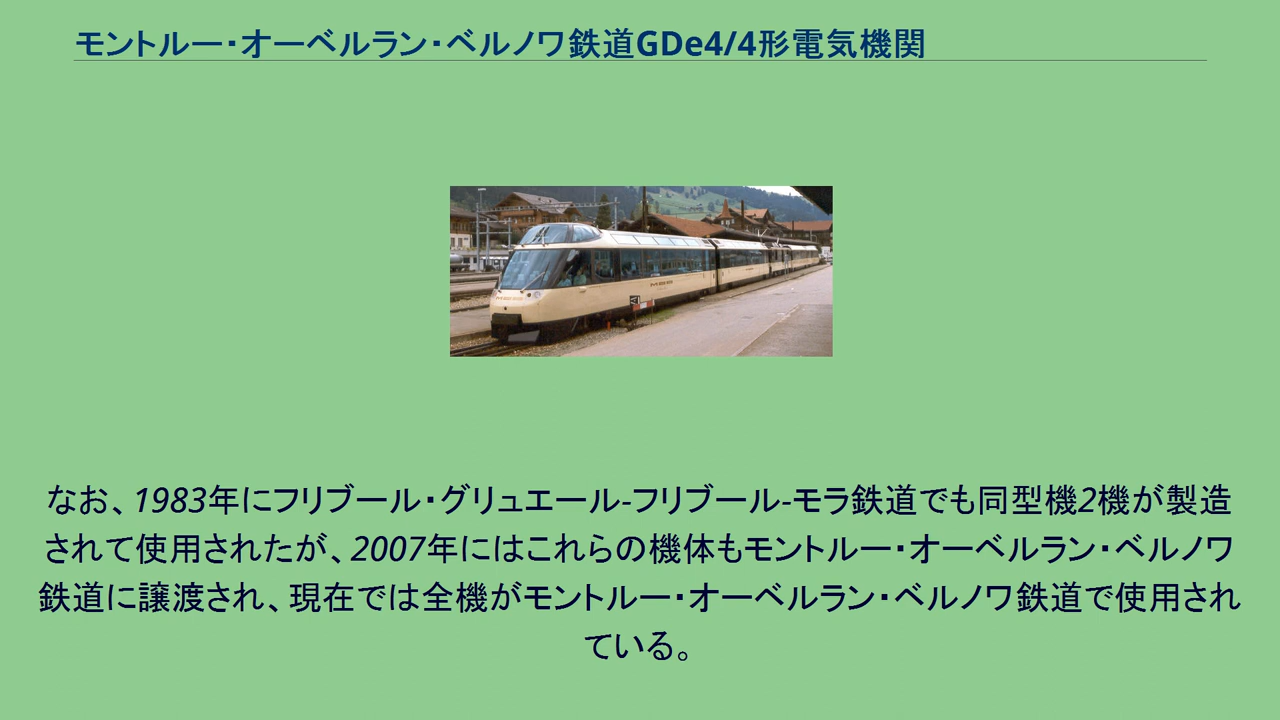 モントルー・オーベルラン・ベルノワ鉄道GDe4/4形電気機関
なお、1983年にフリブール・グリュエール-フリブール-モラ鉄道でも同型機2機が製造
されて使用されたが、2007年にはこれらの機体もモントルー・オーベルラン・ベルノワ
鉄道に譲渡され、現在では全機がモントルー・オーベルラン・ベルノワ鉄道で使用され
ている。